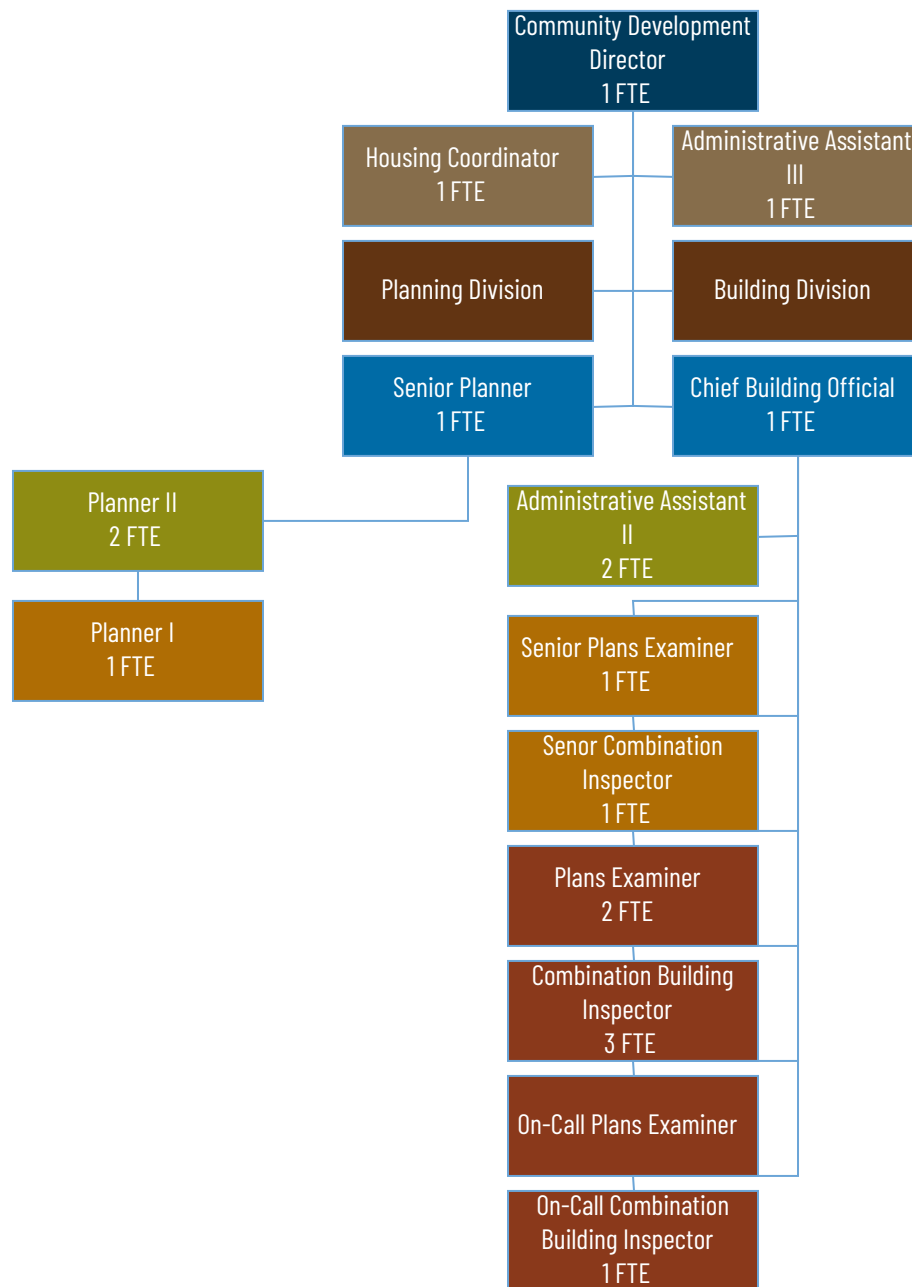 Community Development
Director
1 FTE
Housing Coordinator
1 FTE
Administrative Assistant
III
1 FTE
Planning Division
Building Division
Senior Planner
1 FTE
Chief Building Official
1 FTE
Planner II
2 FTE
Administrative Assistant
II
2 FTE
Planner I
1 FTE
Senior Plans Examiner
1 FTE
Senor Combination
Inspector
1 FTE
Plans Examiner
2 FTE
Combination Building
Inspector
3 FTE
On-Call Plans Examiner
On-Call Combination
Building Inspector
1 FTE